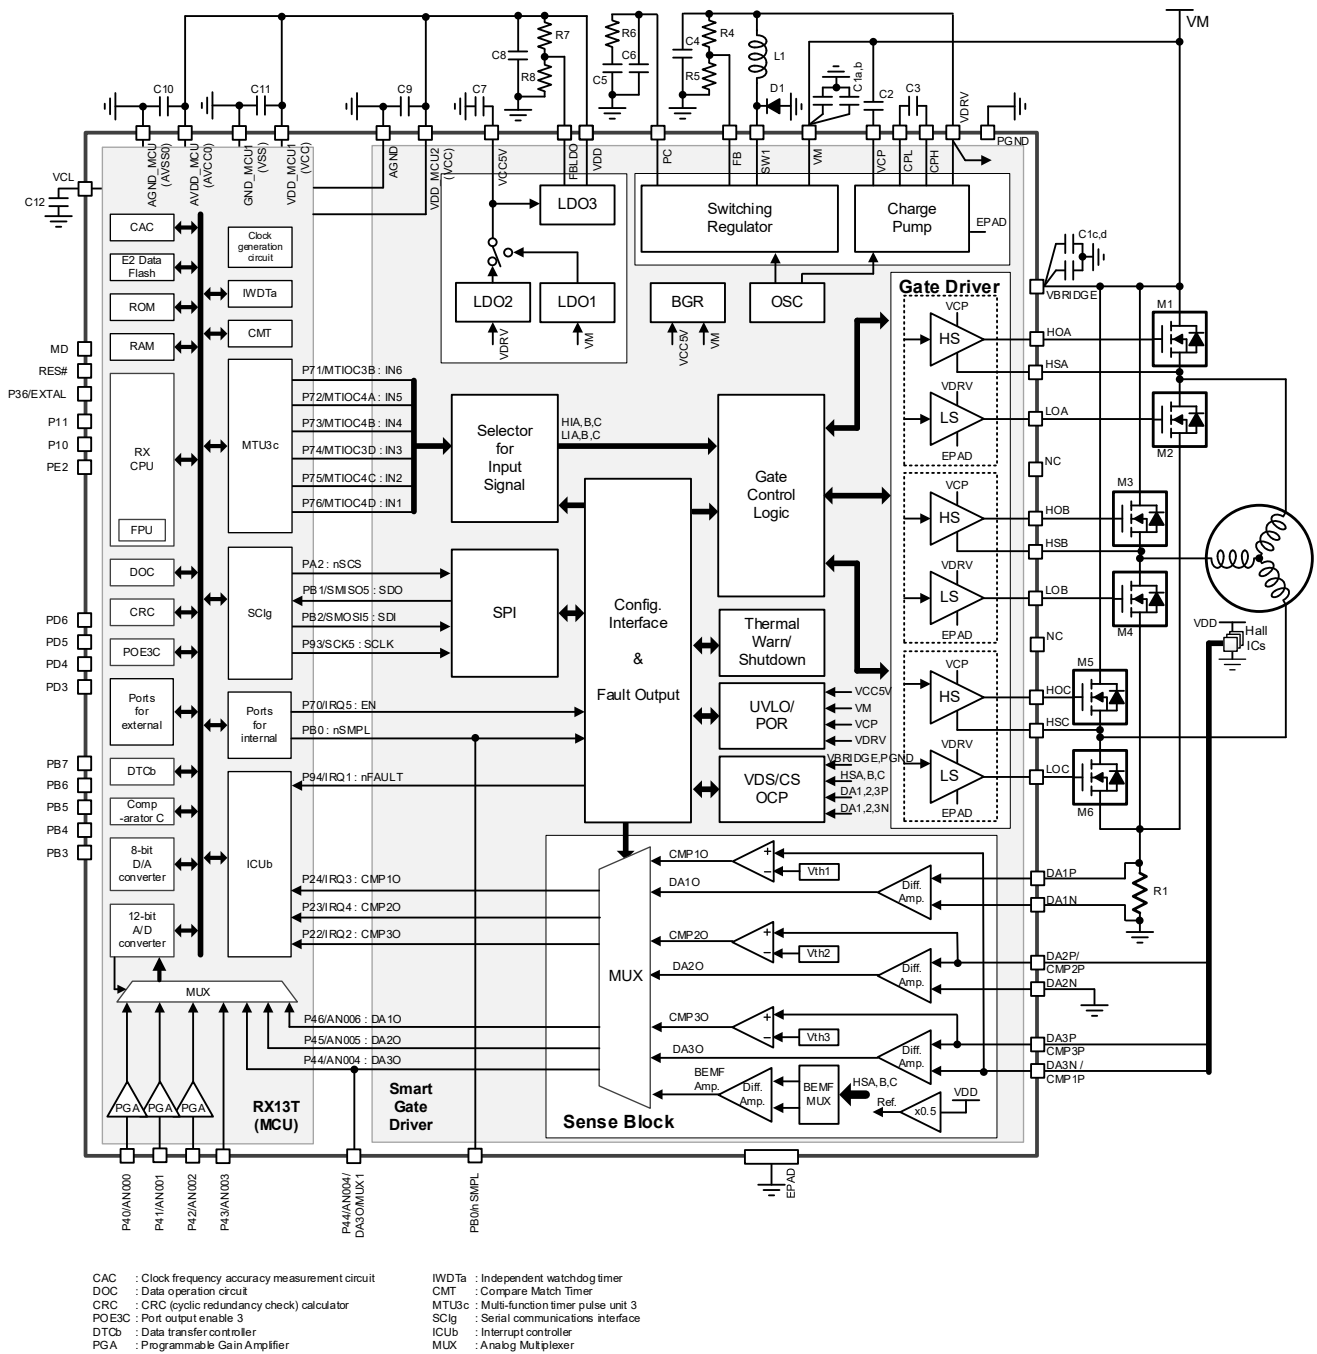 VM
C10
C11
C9
C8
R7
R8
C7
R6
C5
C6
C4
R4
R5
L1
D1
C1a,b
C2
C3
VDRV
PGND
AGND_MCU
(AVSS0)
AVDD_MCU
(AVCC0)
GND_MCU1
(VSS)
VDD_MCU1
(VCC)
AGND
VDD_MCU2
(VCC)
VCC5V
FBLDO
VDD
PC
FB
SW1
VM
VCP
CPL
CPH
VCL
C12
CAC
E2 Data
Flash
ROM
RAM
RX
CPU
FPU
DOC
CRC
POE3C
Ports
for
external
DTCb
Comp
-arator C
8-bit
D/A
converter
12-bit
A/D
converter
Clock
generation
circuit
IWDTa
CMT
MTU3c
SCIg
Ports
for
internal
ICUb
MUX
PGA
PGA
PGA
RX13T
(MCU)
MD
RES#
P36/EXTAL
P11
P10
PE2
PD6
PD5
PD4
PD3
PB7
PB6
PB5
PB4
PB3
LDO3
LDO2
LDO1
VDRV
VM
Switching
Regulator
Charge
Pump
EPAD
BGR
OSC
VCC5V
VM
P71/MTIOC3B : IN6
P72/MTIOC4A : IN5
P73/MTIOC4B : IN4
P74/MTIOC3D : IN3
P75/MTIOC4C : IN2
P76/MTIOC4D : IN1
Selector
for
Input
Signal
HIA,B,C
LIA,B,C
PA2 : nSCS
PB1/SMISO5 : SDO
PB2/SMOSI5 : SDI
P93/SCK5 : SCLK
SPI
P70/IRQ5 : EN
PB0 : nSMPL
P94/IRQ1 : nFAULT
P24/IRQ3 : CMP1O
P23/IRQ4 : CMP2O
P22/IRQ2 : CMP3O
P46/AN006 : DA1O
P45/AN005 : DA2O
P44/AN004 : DA3O
Config.
Interface
&
Fault Output
Gate
Control
Logic
Thermal
Warn/
Shutdown
UVLO/
POR
VCC5V
VM
VCP
VDRV
VDS/CS
OCP
VBRIDGE,PGND
HSA,B,C
DA1,2,3P
DA1,2,3N
Gate Driver
VCP
HS
VDRV
LS
EPAD
VCP
HS
VDRV
LS
EPAD
VCP
HS
VDRV
LS
EPAD
C1c,d
VBRIDGE
HOA
HSA
LOA
NC
HOB
HSB
LOB
NC
HOC
HSC
LOC
M1
M2
M3
M4
M5
M6
VDD
Hall
ICs
R1
DA1P
DA1N
DA2P/
CMP2P
DA2N
DA3P
CMP3P
DA3N /
CMP1P
MUX
CMP1O
+
−
Vth1
DA1O
Diff.
Amp.
CMP2O
+
−
Vth2
DA2O
Diff.
Amp.
CMP3O
+
−
Vth3
DA3O
Diff.
Amp.
BEMF
Amp.
Diff.
Amp.
BEMF
MUX
HSA,B,C
Ref.
x0.5
VDD
Sense Block
Smart
Gate
Driver
P40/AN000
P41/AN001
P42/AN002
P43/AN003
P44/AN004/
DA3O/MUX1
PB0/nSMPL
EPAD
CAC : Clock frequency accuracy measurement circuit
DOC : Data operation circuit
CRC : CRC (cyclic redundancy check) calculator
POE3C : Port output enable 3
DTCb : Data transfer controller
PGA : Programmable Gain Amplifier
IWDTa : Independent watchdog timer
CMT : Compare Match Timer
MTU3c : Multi-function timer pulse unit 3
SCIg : Serial communications interface
ICUb : Interrupt controller
MUX : Analog Multiplexer